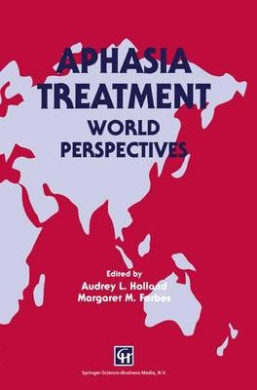 APHASIA
TREATMENT
WORLD
PERSPECTIVES
Edited by
Audrey L. Holland
Margaret M. Forbes
Springer-Science+Business Media, B.V.